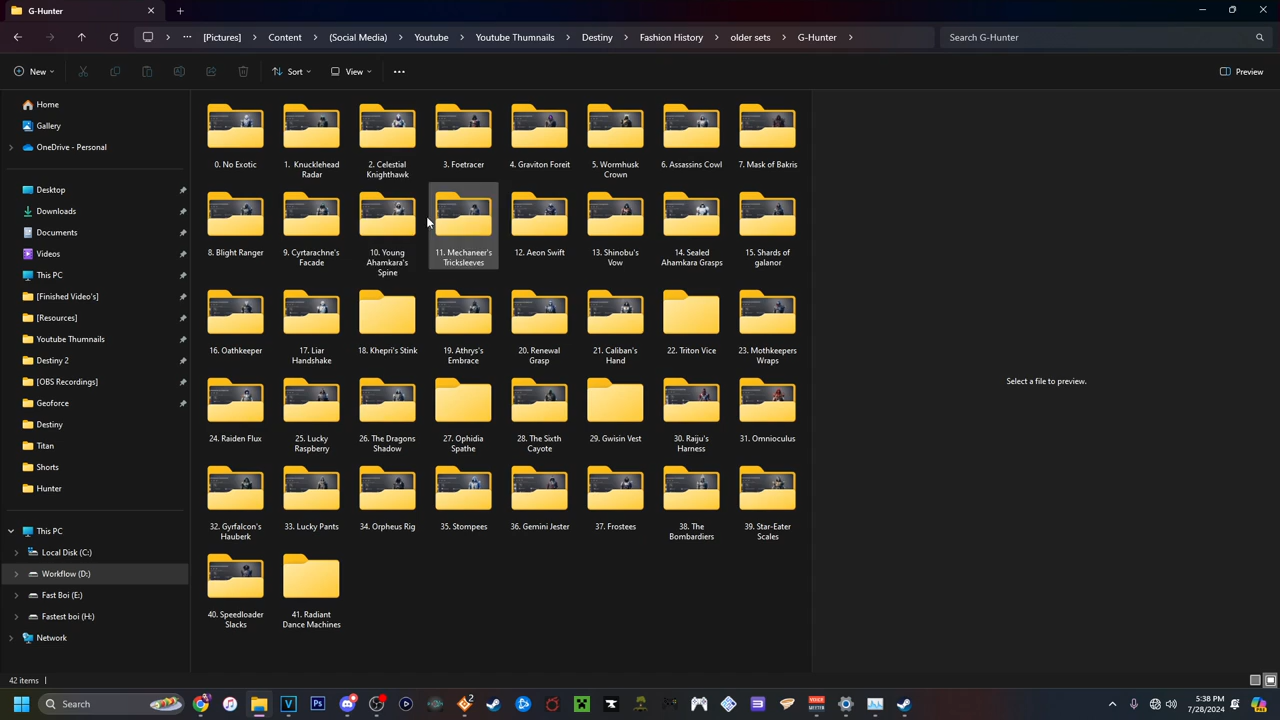 G-Hunter
[Pictures] > Content > (Social Media) > Youtube > Youtube Thumnails > Destiny > Fashion History > older sets > G-Hunter >
Search G-Hunter
New
Sort
View
Preview
Home
Gallery
OneDrive - Personal
Desktop
Downloads
Documents
Videos
This PC
[Finished Video's]
[Resources]
Youtube Thumnails
Destiny 2
[OBS Recordings]
Geoforce
Destiny
Titan
Shorts
Hunter
This PC
Local Disk (C:)
Workflow (D:)
Fast Boi (E:)
Fastest boi (H:)
Network
0. No Exotic
1. Knucklehead
Radar
2. Celestial
Knighthawk
3. Foetracer
4. Graviton Foreit
5. Wormhusk
Crown
6. Assassins Cowl
7. Mask of Bakris
8. Blight Ranger
9. Cyrtarachne's
Facade
10. Young
Ahamkara's
Spine
11. Mechaneer's
Tricksleeves
12. Aeon Swift
13. Shinobu's
Vow
14. Sealed
Ahamkara Grasps
15. Shards of
galanor
16. Oathkeeper
17. Liar
Handshake
18. Khepri's Stink
19. Athrys's
Embrace
20. Renewal
Grasp
21. Caliban's
Hand
22. Triton Vice
23. Mothkeepers
Wraps
24. Raiden Flux
25. Lucky
Raspberry
26. The Dragons
Shadow
27. Ophidia
Spathe
28. The Sixth
Cayote
29. Gwisin Vest
30. Raiju's
Harness
31. Omnioculus
32. Gyrfalcon's
Hauberk
33. Lucky Pants
34. Orpheus Rig
35. Stompees
36. Gemini Jester
37. Frostees
38. The
Bombardiers
39. Star-Eater
Scales
40. Speedloader
Slacks
41. Radiant
Dance Machines
Select a file to preview.
42 items
Search
2
VOICE
MEETER
5:38 PM
7/28/2024